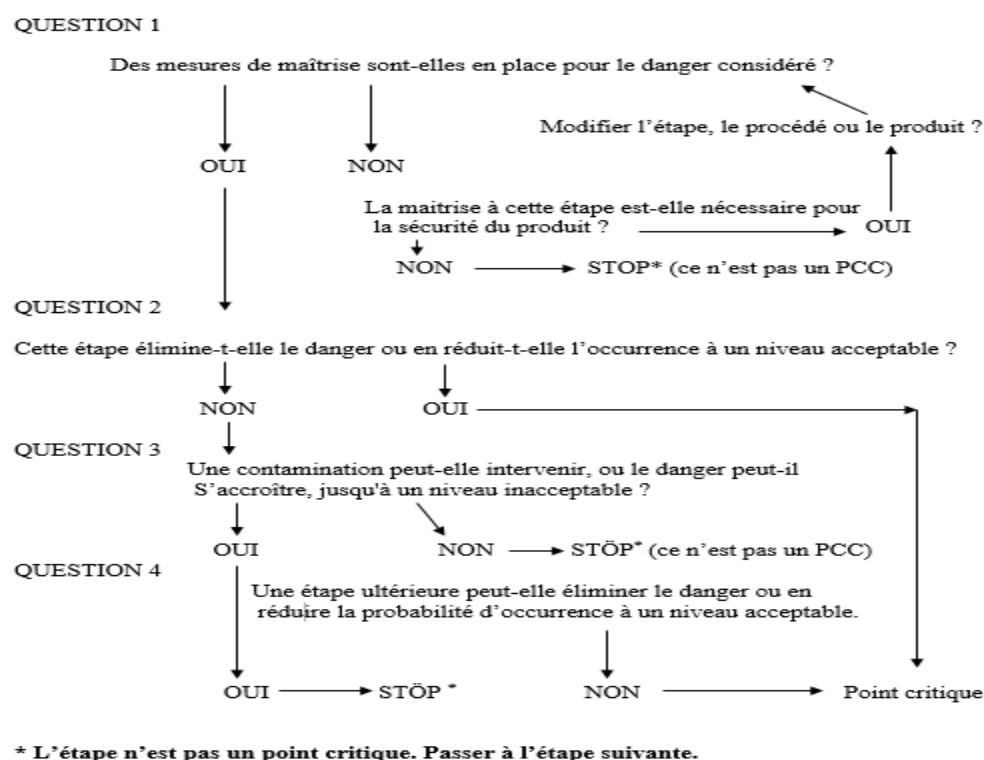 QUESTION 1
Des mesures de maîtrise sont-elles en place pour le danger considéré ?
Modifier l’étape, le procédé ou le produit ?
OUI NON
La maitrise à cette étape est-elle nécessaire pour
la sécurité du produit ? OUI
NON STOP* (ce n’est pas un PCC)
QUESTION 2
Cette étape élimine-t-elle le danger ou en réduit-t-elle l’occurrence à un niveau acceptable ?
NON OUI
QUESTION 3
Une contamination peut-elle intervenir, ou le danger peut-il
S’accroître, jusqu'à un niveau inacceptable ?
OUI NON STÖP* (ce n’est pas un PCC)
QUESTION 4
Une étape ultérieure peut-elle éliminer le danger ou en
réduire la probabilité d’occurrence à un niveau acceptable.
OUI STÖP * NON Point critique
* L’étape n’est pas un point critique. Passer à l’étape suivante.